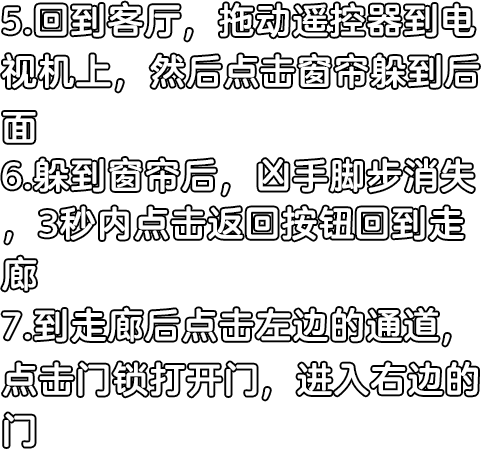 5.回到客厅，拖动遥控器到电
视机上，然后点击窗帘躲到后
面
6.躲到窗帘后，凶手脚步消失
，3秒内点击返回按钮回到走
廊
7.到走廊后点击左边的通道，
点击门锁打开门，进入右边的
门